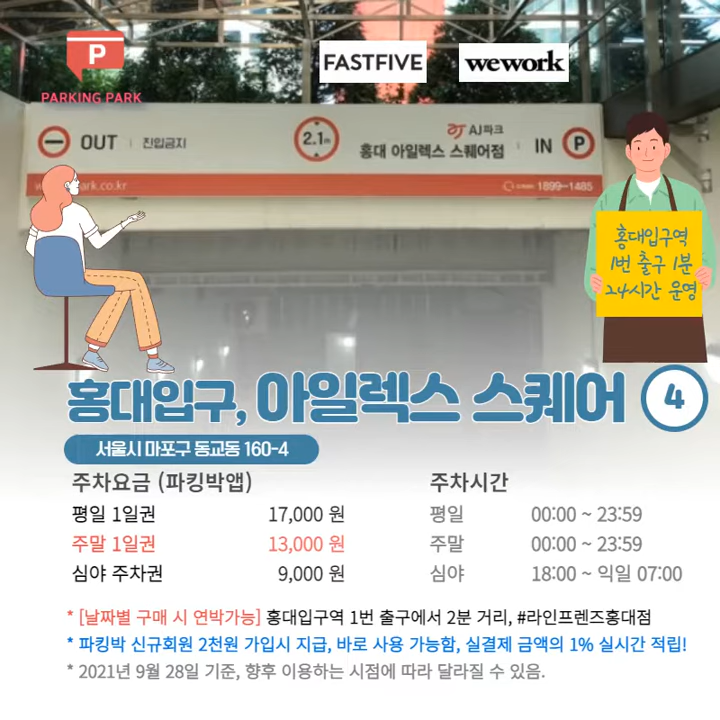 P
PARKING PARK
FASTFIVE
wework
OUT 진입금지
2.1m
AJ파크
홍대 아일렉스 스퀘어점
IN P
ark.co.kr
1899-1485
홍대입구역
1번 출구 1분
24시간 운영
홍대입구, 아일렉스 스퀘어 4
서울시 마포구 동교동 160-4
주차요금 (파킹박앱) 주차시간
평일 1일권 17,000 원 평일 00:00 ~ 23:59
주말 1일권 13,000 원 주말 00:00 ~ 23:59
심야 주차권 9,000 원 심야 18:00 ~ 익일 07:00
* [날짜별 구매 시 연박가능] 홍대입구역 1번 출구에서 2분 거리, #라인프렌즈홍대점
* 파킹박 신규회원 2천원 가입시 지급, 바로 사용 가능함, 실결제 금액의 1% 실시간 적립!
* 2021년 9월 28일 기준, 향후 이용하는 시점에 따라 달라질 수 있음.